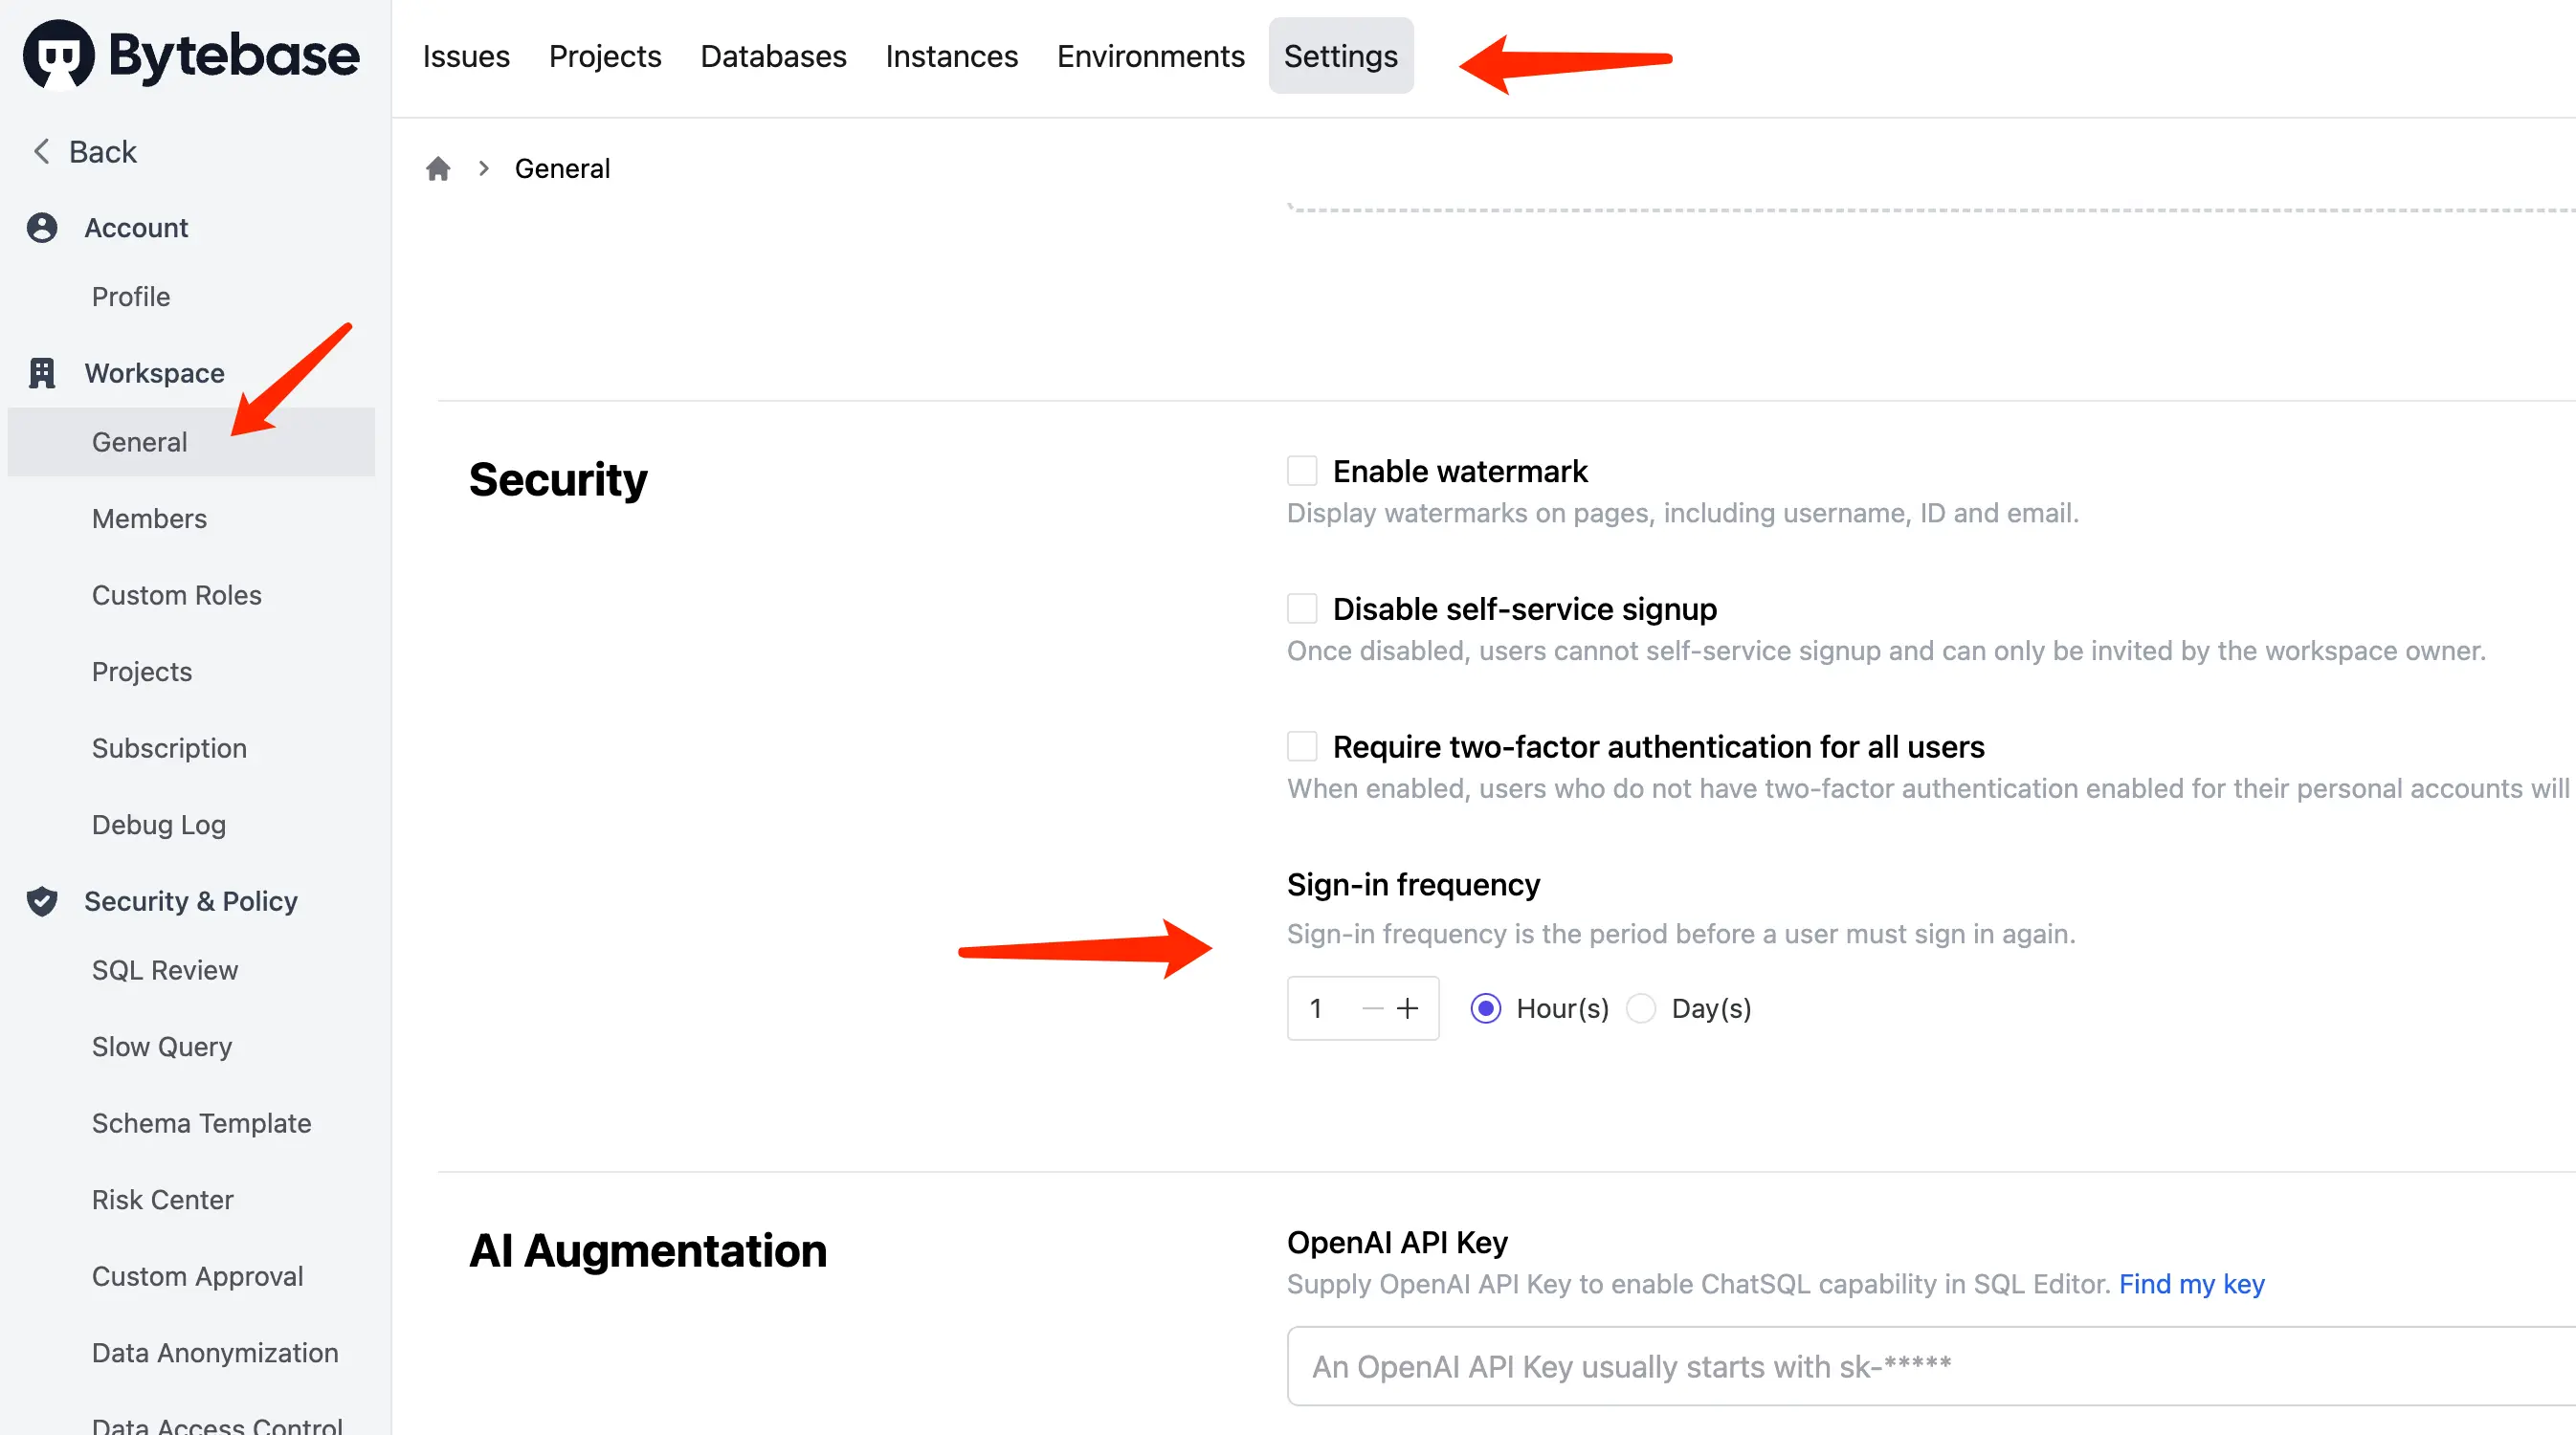 Bytebase
Issues Projects Databases Instances Environments Settings
Back
General
Account
Profile
Workspace
General
Members
Custom Roles
Projects
Subscription
Debug Log
Security & Policy
SQL Review
Slow Query
Schema Template
Risk Center
Custom Approval
Data Anonymization
Data Access Control
Security
Enable watermark
Display watermarks on pages, including username, ID and email.
Disable self-service signup
Once disabled, users cannot self-service signup and can only be invited by the workspace owner.
Require two-factor authentication for all users
When enabled, users who do not have two-factor authentication enabled for their personal accounts will
Sign-in frequency
Sign-in frequency is the period before a user must sign in again.
1 Hour(s) Day(s)
AI Augmentation
OpenAI API Key
Supply OpenAI API Key to enable ChatSQL capability in SQL Editor. Find my key
An OpenAI API Key usually starts with sk-*****